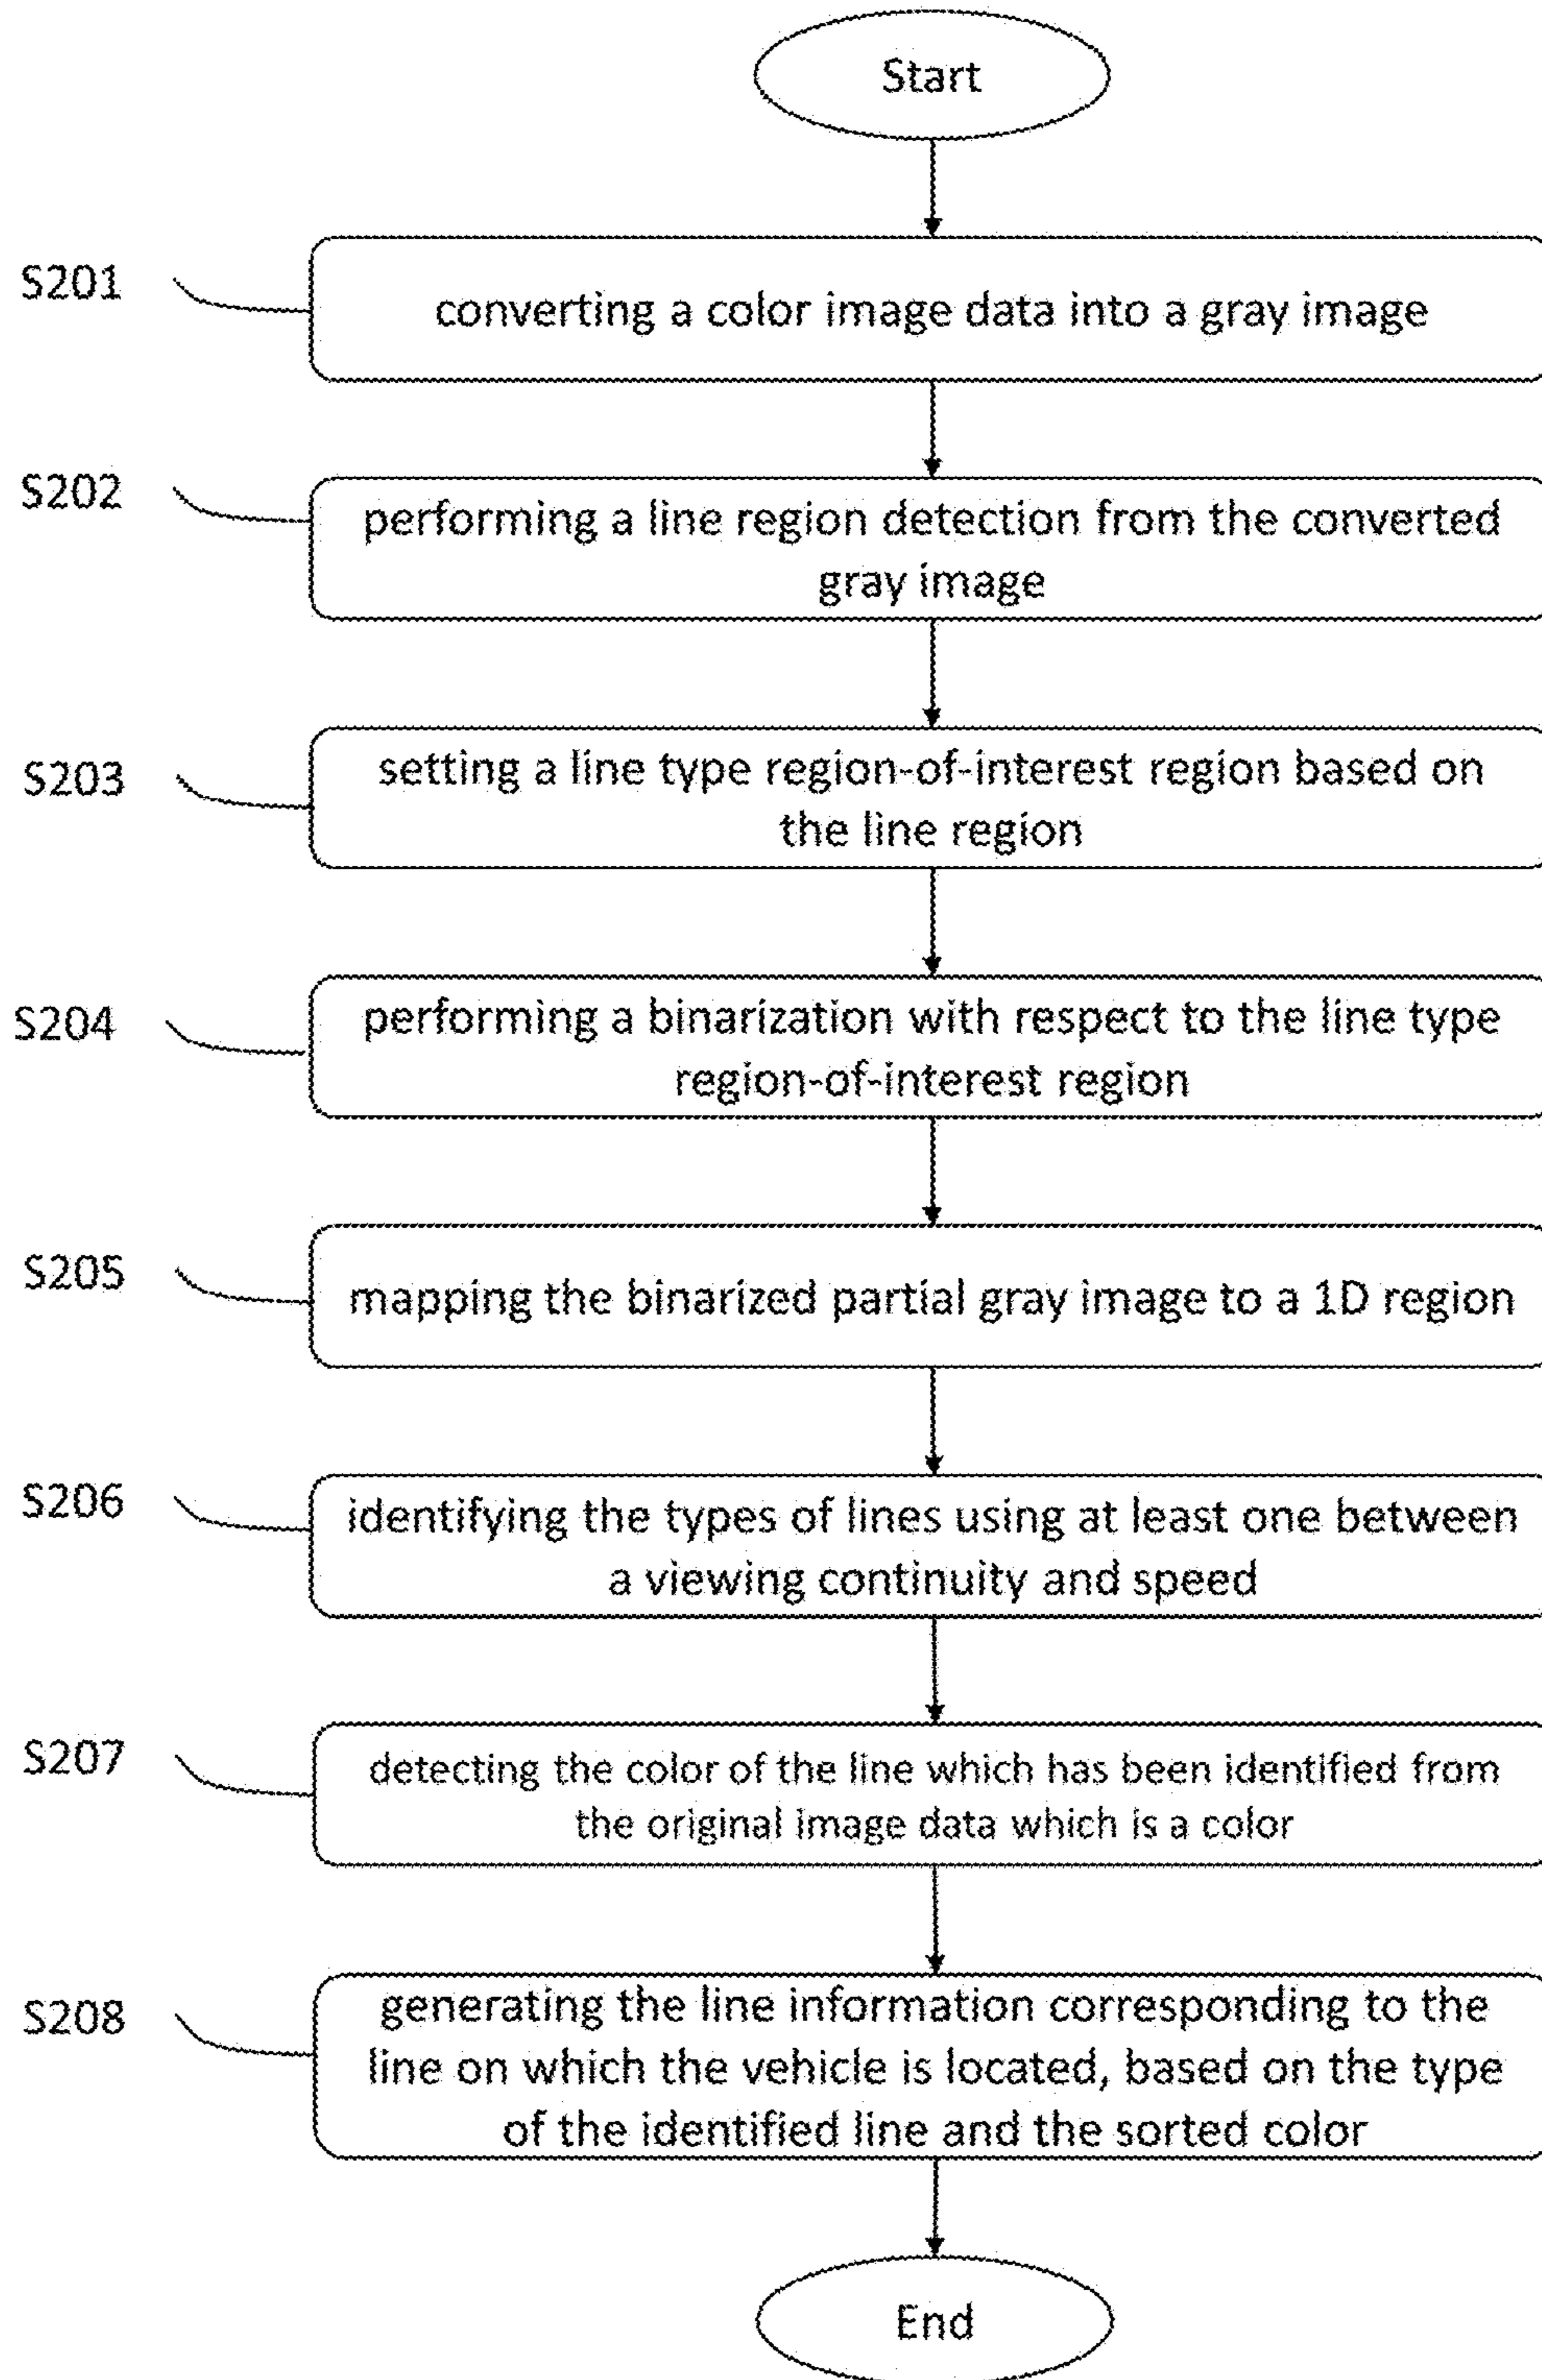 Start
S201
converting a color image data into a gray image
S202
performing a line region detection from the converted
gray image
S203
setting a line type region-of-interest region based on
the line region
S204
performing a binarization with respect to the line type
region-of-interest region
S205
mapping the binarized partial gray image to a 1D region
S206
identifying the types of lines using at least one between
a viewing continuity and speed
S207
detecting the color of the line which has been identified from
the original image data which is a color
S208
generating the line information corresponding to the
line on which the vehicle is located, based on the type
of the identified line and the sorted color
End